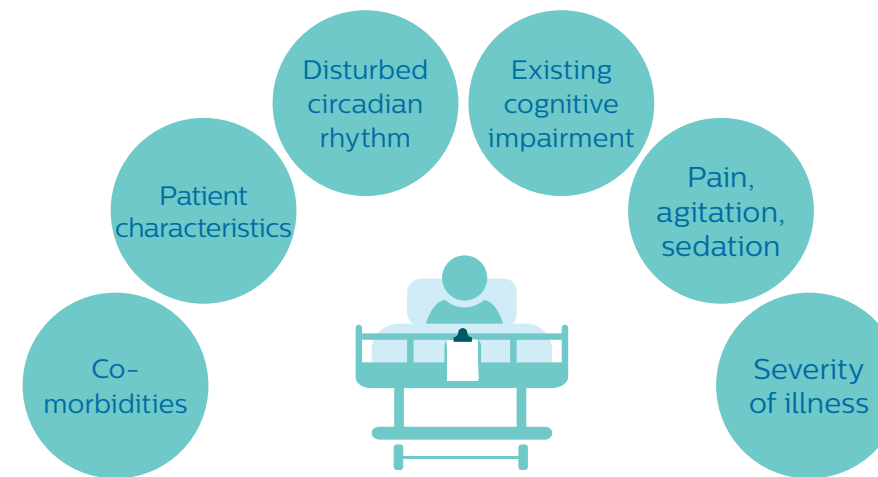 Disturbed
circadian
rhythm
Existing
cognitive
impairment
Patient
characteristics
Pain,
agitation,
sedation
Co-
morbidities
Severity
of illness